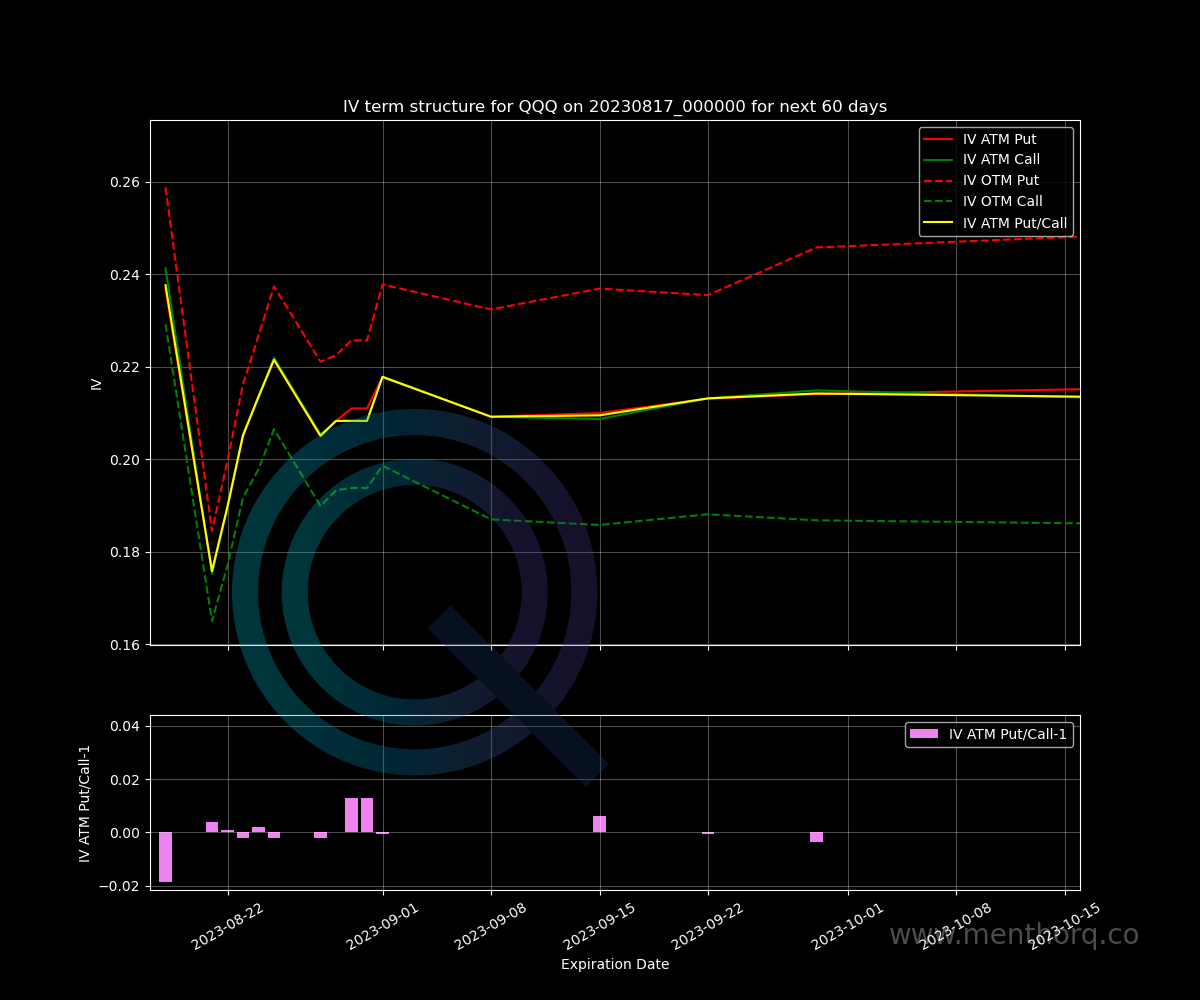 IV term structure for QQQ on 20230817_000000 for next 60 days
IV ATM Put
IV ATM Call
IV OTM Put
IV OTM Call
IV ATM Put/Call
0.26
0.24
0.22
0.20
0.18
0.16
IV
IV ATM Put/Call-1
0.04
0.02
0.00
−0.02
IV ATM Put/Call-1
2023-08-22
2023-09-01
2023-09-08
2023-09-15
2023-09-22
2023-10-01
2023-10-08
2023-10-15
www.menthorq.co
Expiration Date